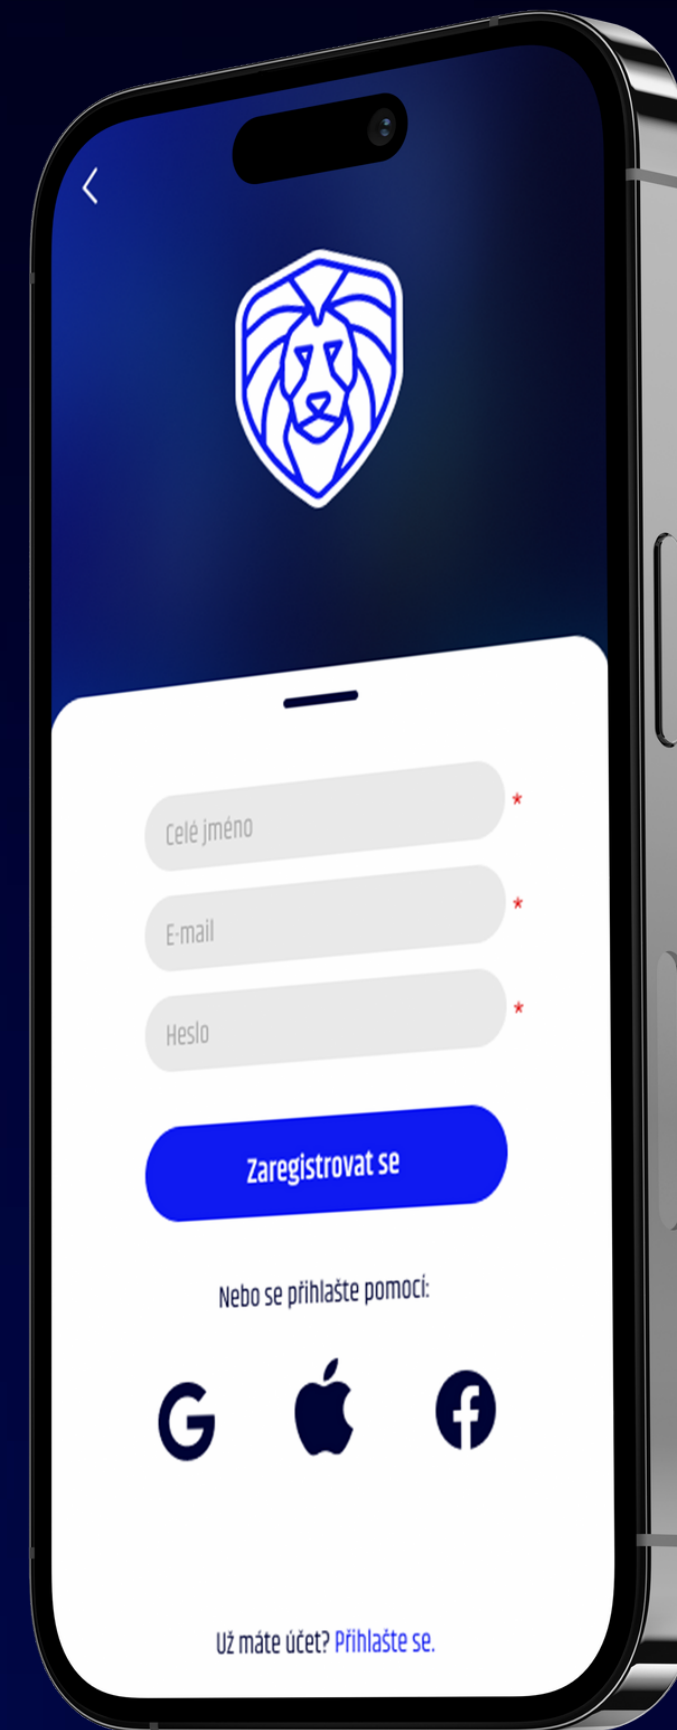 Celé jméno *
E-mail *
Heslo *
Zaregistrovat se
Nebo se přihlašte pomocí:
Už máte účet? Přihlašte se.